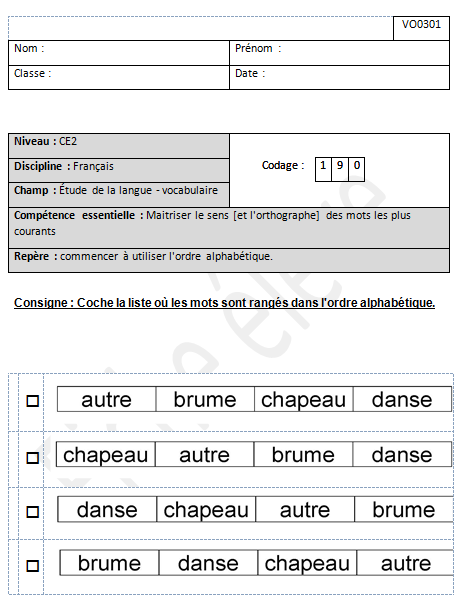 VO0301
Nom : Prénom :
Classe : Date :
Niveau : CE2
Discipline : Français
Codage : 1 9 0
Champ : Étude de la langue - vocabulaire
Compétence essentielle : Maitriser le sens [et l'orthographe] des mots les plus
courants
Repère : commencer à utiliser l'ordre alphabétique.
Consigne : Coche la liste où les mots sont rangés dans l'ordre alphabétique.
autre brume chapeau danse
chapeau autre brume danse
danse chapeau autre brume
brume danse chapeau autre